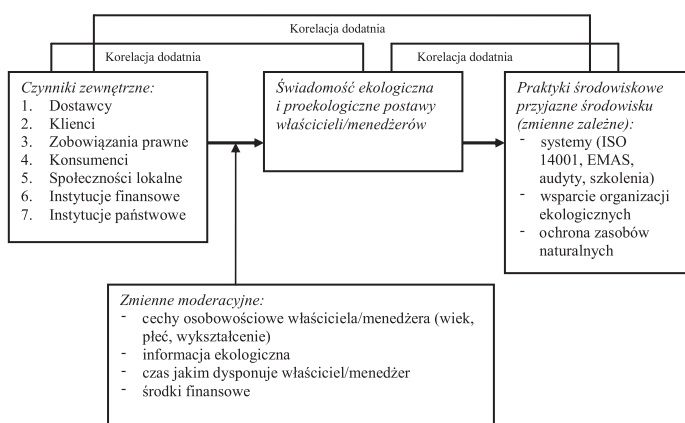 Korelacja dodatnia
Korelacja dodatnia
Korelacja dodatnia
Czynniki zewnętrzne:
1. Dostawcy
2. Klienci
3. Zobowiązania prawne
4. Konsumenci
5. Społeczności lokalne
6. Instytucje finansowe
7. Instytucje państwowe
Świadomość ekologiczna
i proekologiczne postawy
właścicieli/menedżerów
Praktyki środowiskowe
przyjazne środowisku
(zmienne zależne):
- systemy (ISO
14001, EMAS,
audyty, szkolenia)
- wsparcie organizacji
ekologicznych
- ochrona zasobów
naturalnych
Zmienne moderacyjne:
- cechy osobowościowe właściciela/menedżera (wiek,
płeć, wykształcenie)
- informacja ekologiczna
- czas jakim dysponuje właściciel/menedżer
- środki finansowe